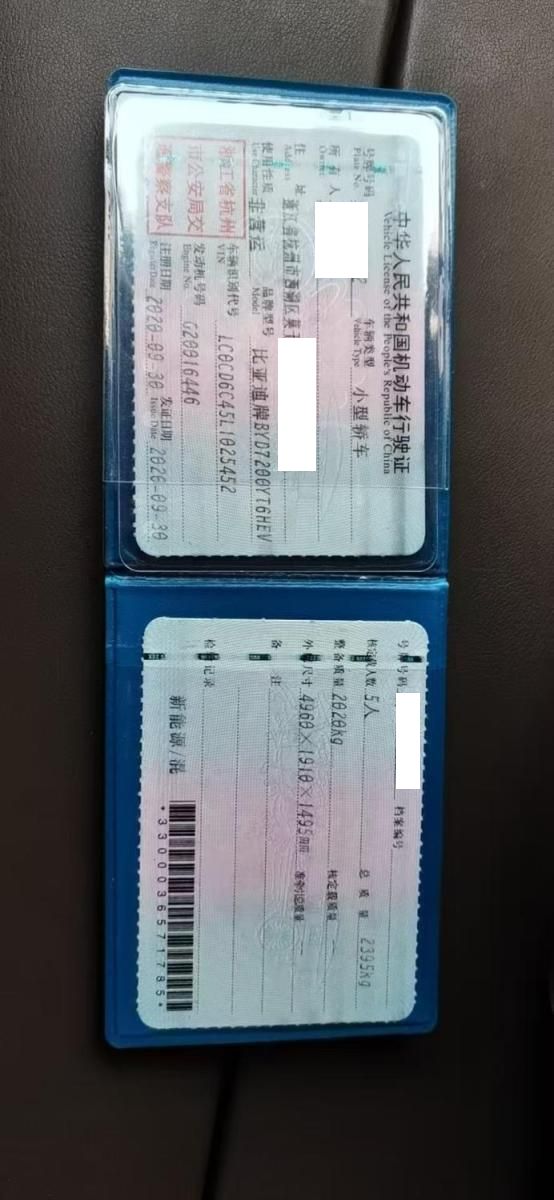 中华人民共和国机动车行驶证
Vehicle License of the People's Republic of China
号牌号码
Plate No.
车辆类型
Vehicle Type
小型轿车
所有人
Owner
住址
Address
浙江省杭州市西湖区
使用性质
Use Character
非营运
品牌型号
Model
比亚迪牌BYD7200YT6HEV
浙江省杭州
市公安局交
通警察支队
车辆识别代号
VIN
LC0CD6C45L1025452
发动机号码
Engine No.
G20016446
注册日期
Register Date
2020-09-30
发证日期
Issue Date
2020-09-30
号牌号码
档案编号
核定载人数
5人
总质量
2395kg
整备质量
2020kg
核定载质量
--
外廓尺寸
4960×1910×1495mm
准牵引总质量
--
备注
检验记录
新能源/混
*3300036571785*